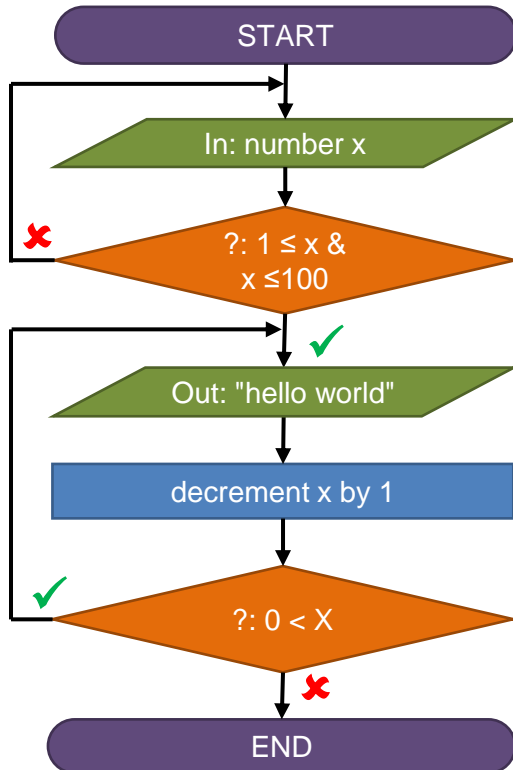 START
In: number x
?: 1 ≤ x &
x ≤100
Out: "hello world"
decrement x by 1
?: 0 < X
END